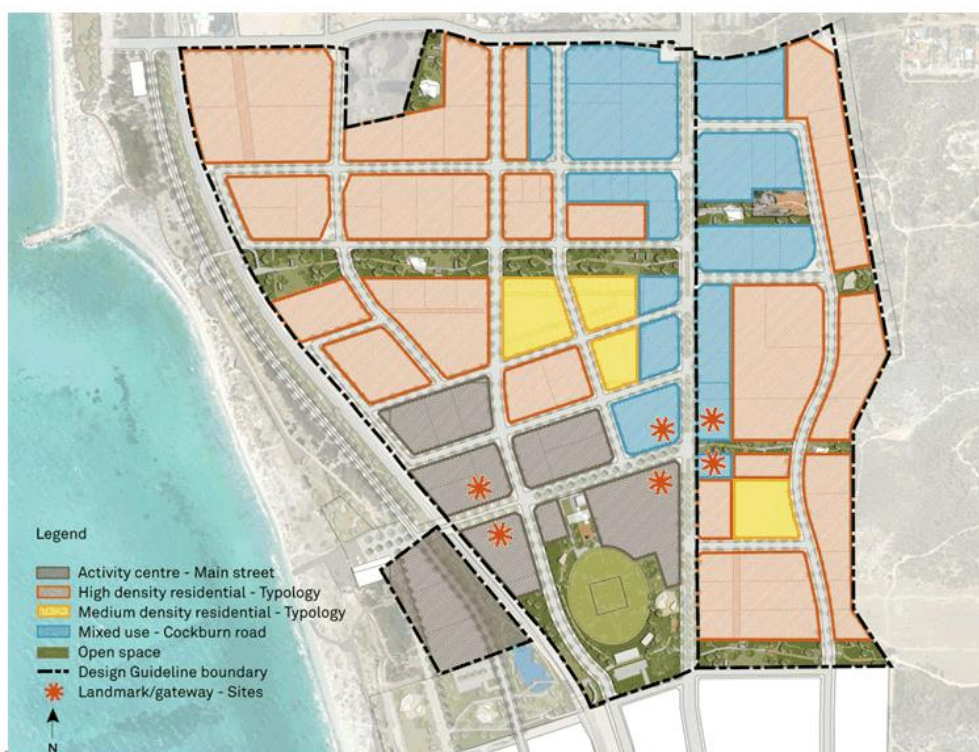 Legend
Activity centre - Main street
High density residential - Typology
Medium density residential - Typology
Mixed use - Cockburn road
Open space
Design Guideline boundary
Landmark/gateway - Sites
N